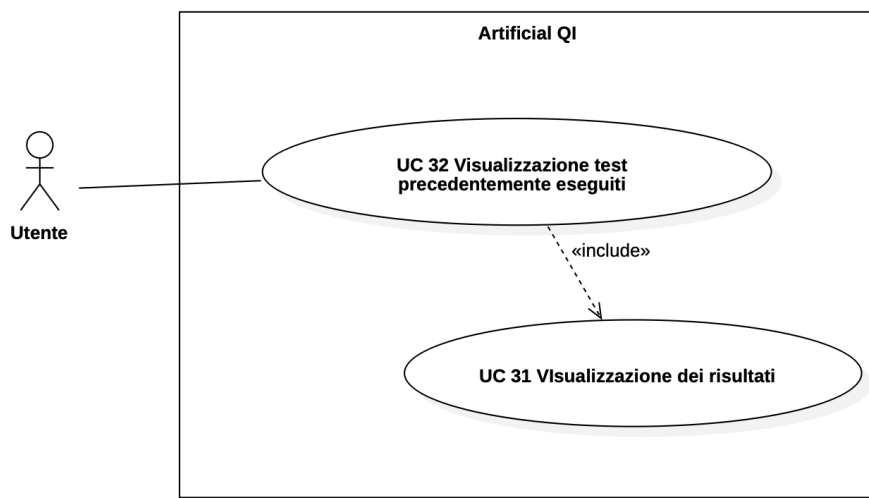 Artificial QI
UC 32 Visualizzazione test
precedentemente eseguiti
Utente
«include»
UC 31 VIsualizzazione dei risultati